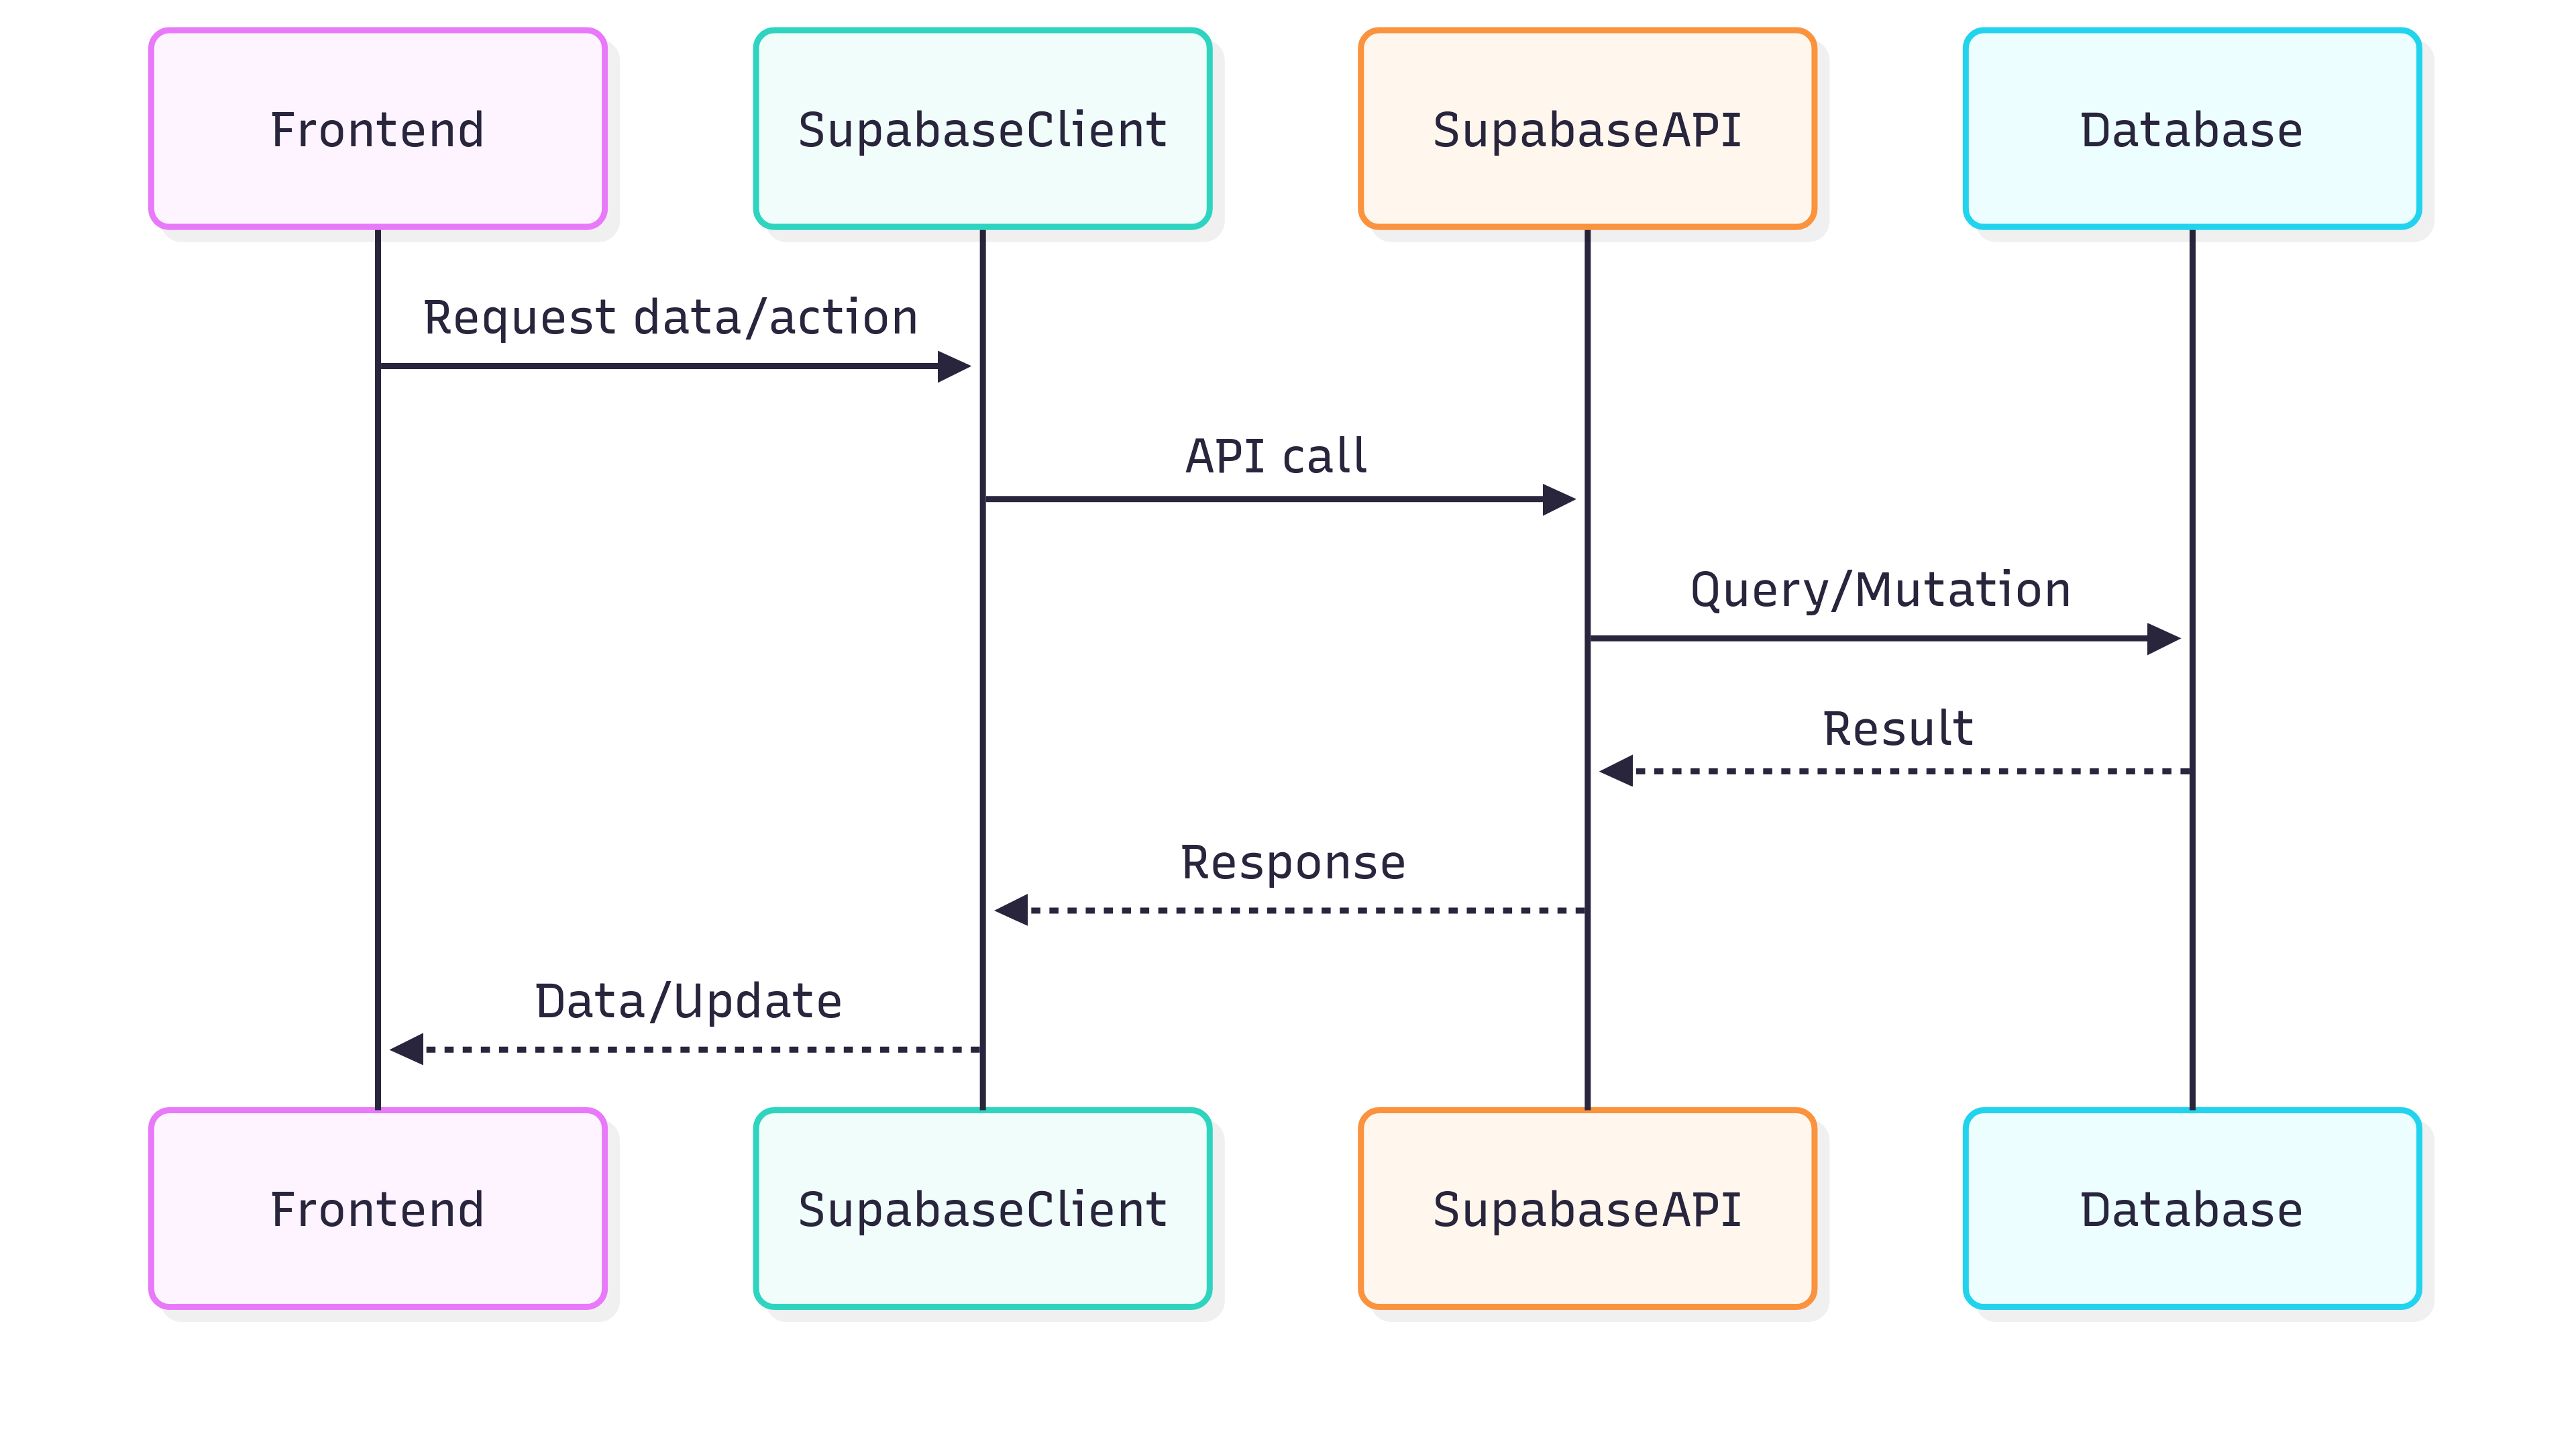 Frontend
SupabaseClient
SupabaseAPI
Database
Request data/action
API call
Query/Mutation
Result
Response
Data/Update
Frontend
SupabaseClient
SupabaseAPI
Database